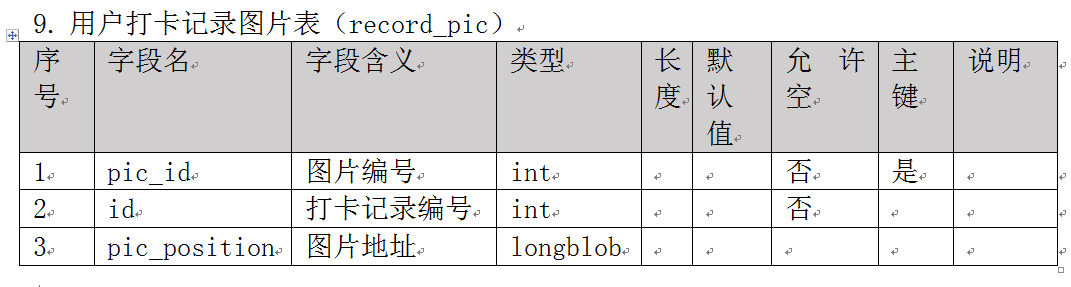 9. 用户打卡记录图片表（record_pic）
序号 字段名 字段含义 类型 长度 默认值 允许空 主键 说明
1 pic_id 图片编号 int 否 是
2 id 打卡记录编号 int 否
3 pic_position 图片地址 longblob